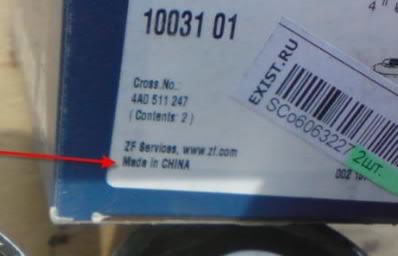 10031 01
4"
Cross.No.:
4A0 511 247
( Contents: 2 )
EXIST.RU
SCo6063227
2шт.
ZF Services, www.zf.com
Made in CHINA